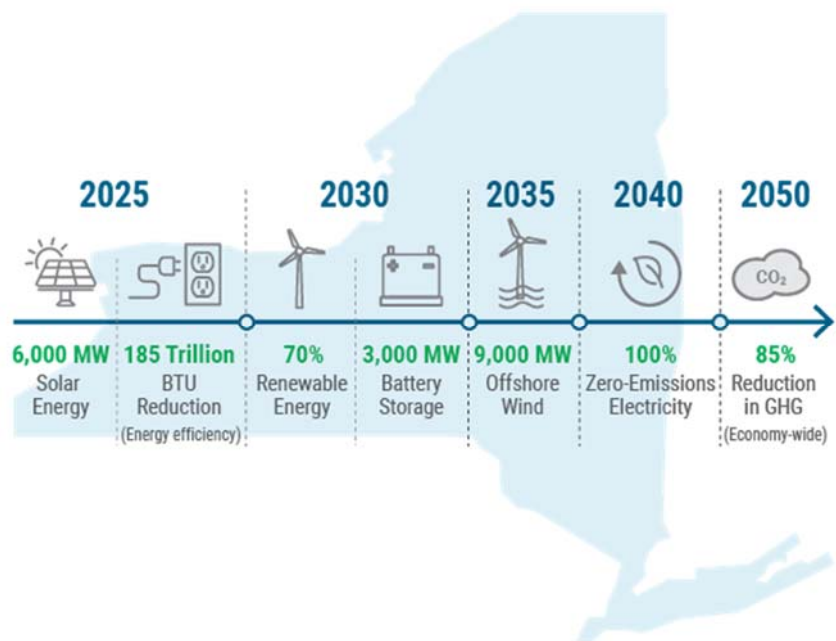 2025
2030
2035
2040
2050
CO₂
6,000 MW
Solar
Energy
185 Trillion
BTU
Reduction
(Energy efficiency)
70%
Renewable
Energy
3,000 MW
Battery
Storage
9,000 MW
Offshore
Wind
100%
Zero-Emissions
Electricity
85%
Reduction
in GHG
(Economy-wide)